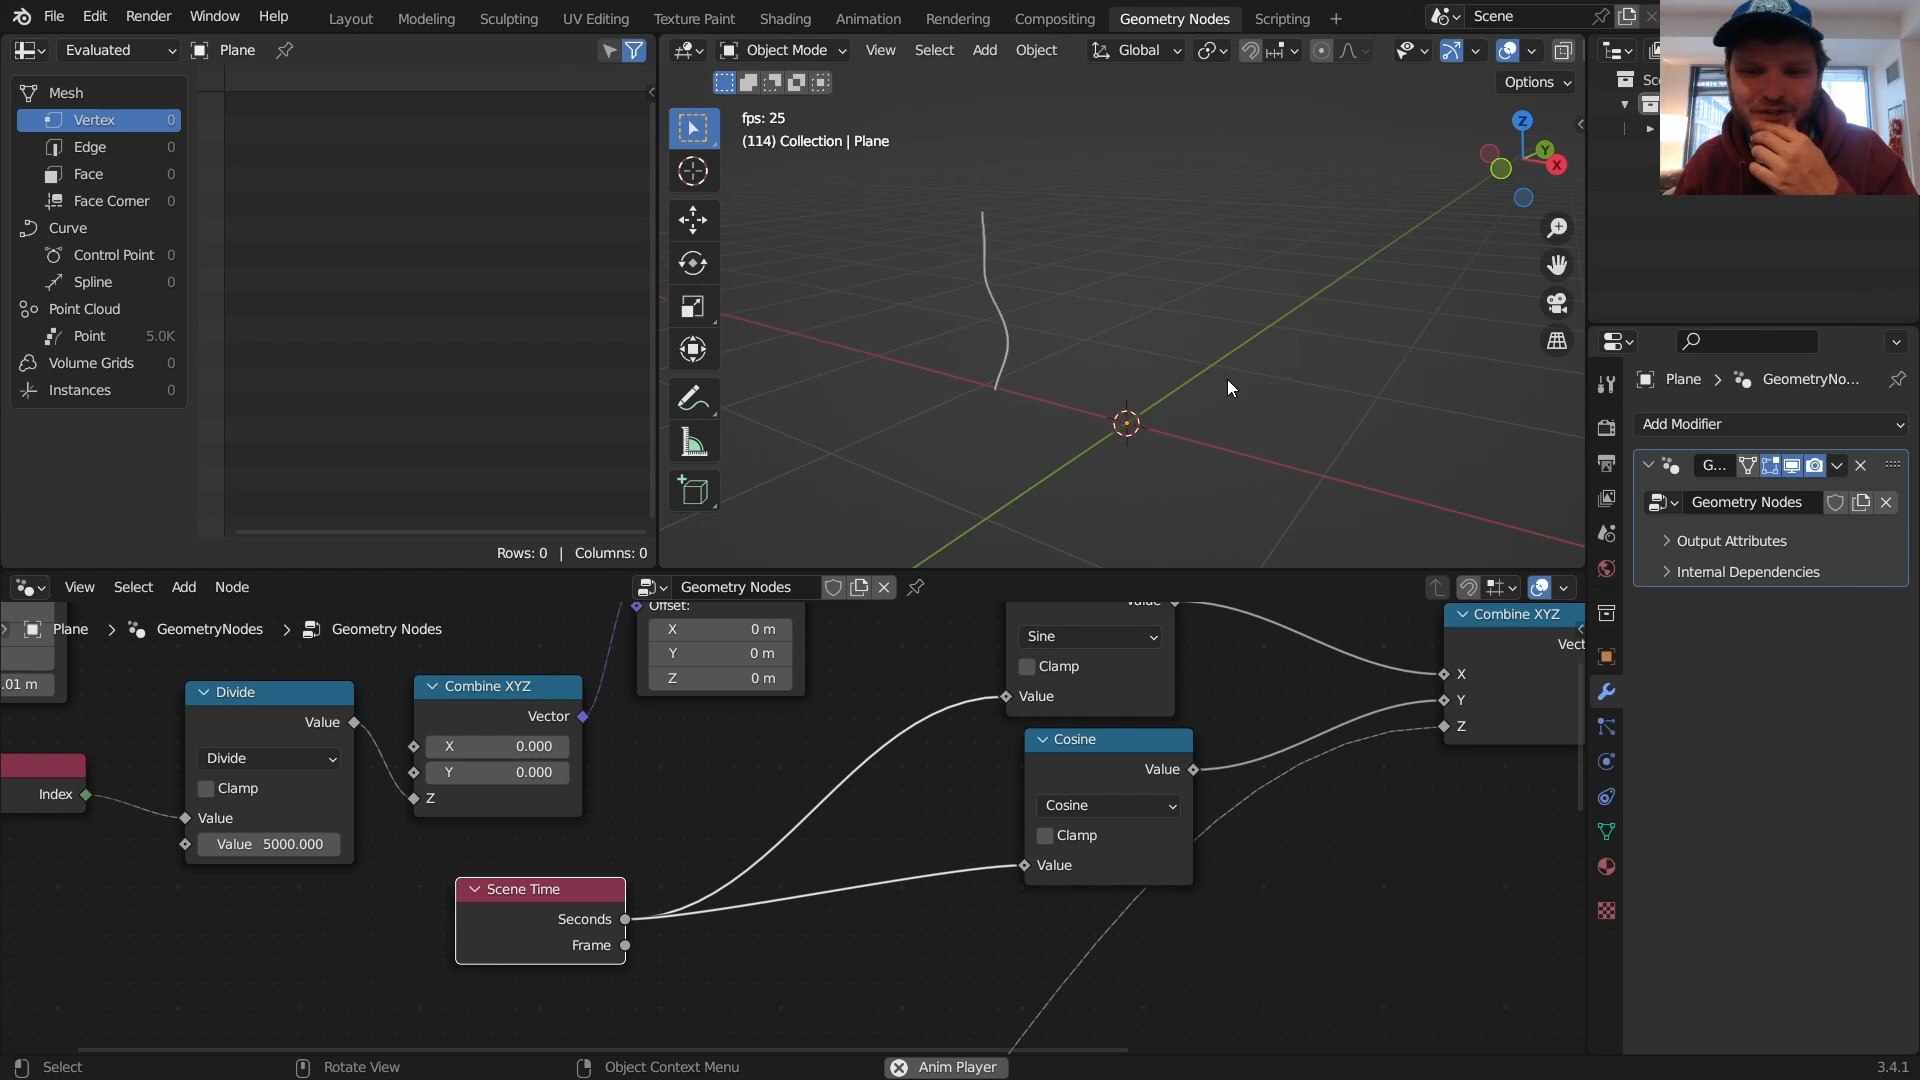 File Edit Render Window Help Layout Modeling Sculpting UV Editing Texture Paint Shading Animation Rendering Compositing Geometry Nodes Scripting + Scene
Evaluated Plane
Object Mode View Select Add Object Global
Options
Mesh
Vertex 0
Edge 0
Face 0
Face Corner 0
Curve
Control Point 0
Spline 0
Point Cloud
Point 5.0K
Volume Grids 0
Instances 0
Rows: 0 | Columns: 0
fps: 25
(114) Collection | Plane
Z
Y
X
Sce
Plane > GeometryNo...
Add Modifier
G...
Geometry Nodes
Output Attributes
Internal Dependencies
View Select Add Node
Geometry Nodes
Plane > GeometryNodes > Geometry Nodes
.01 m
Index
Divide
Value
Divide
Clamp
Value
Value 5000.000
Combine XYZ
Vector
X 0.000
Y 0.000
Z
Offset:
X 0 m
Y 0 m
Z 0 m
Scene Time
Seconds
Frame
Value
Sine
Clamp
Value
Cosine
Value
Cosine
Clamp
Value
Combine XYZ
Vect
X
Y
Z
Select Rotate View Object Context Menu Anim Player 3.4.1